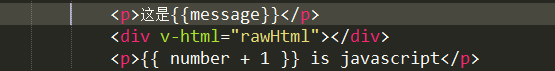 <p>这是{{message}}</p>
<div v-html="rawHtml"></div>
<p>{{ number + 1 }} is javascript</p>